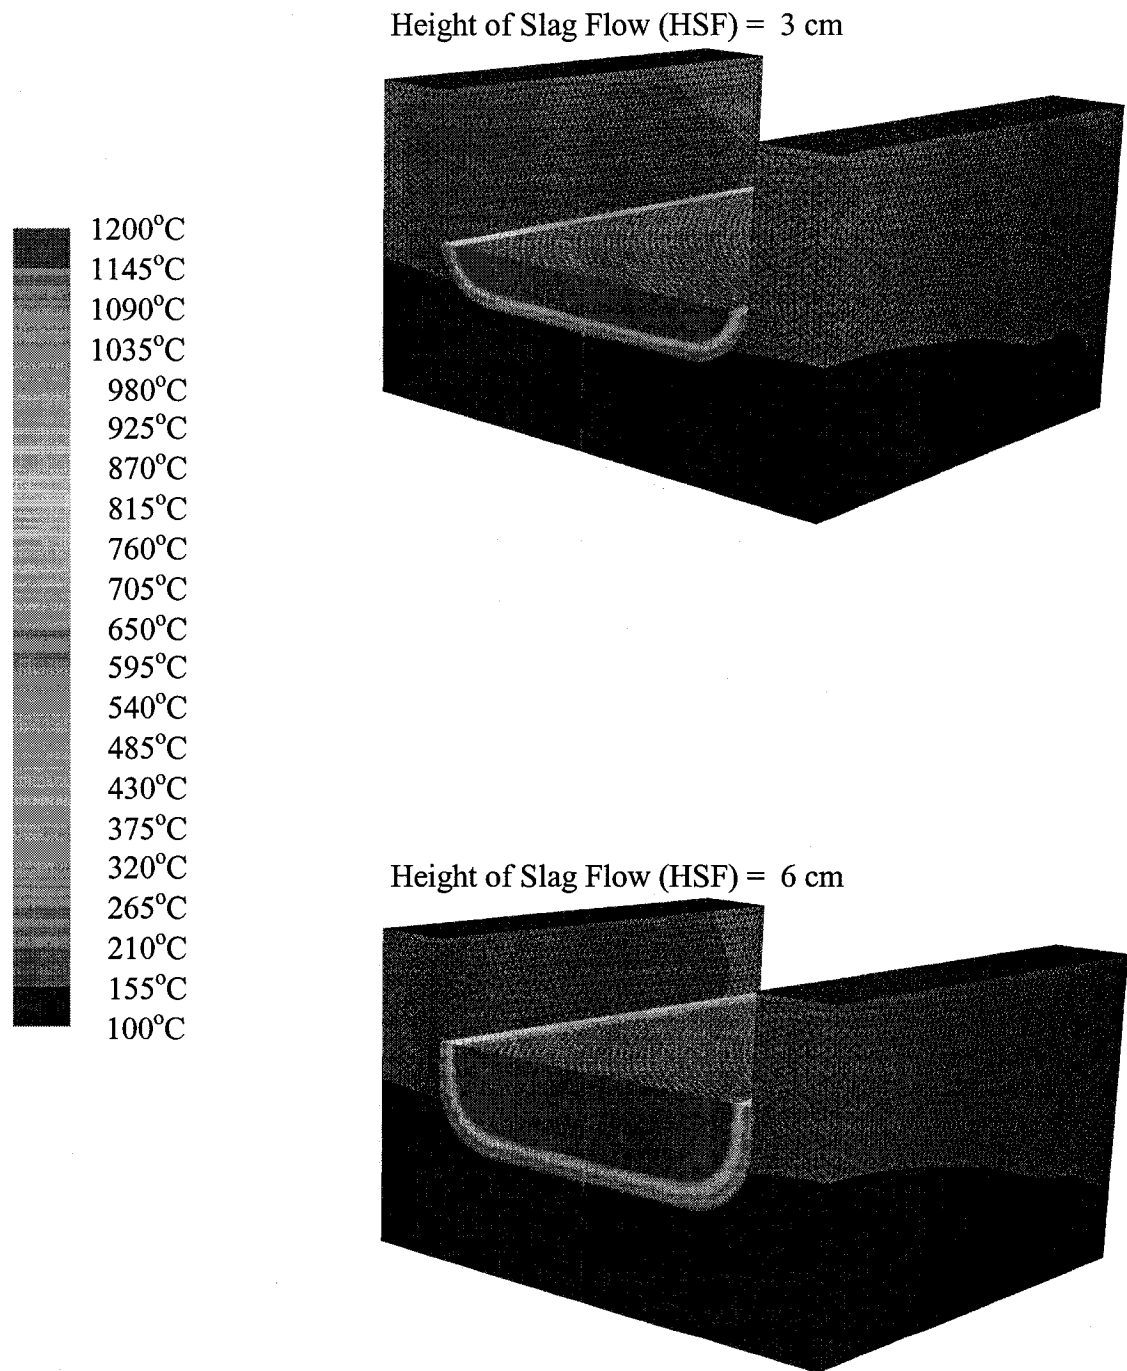 Height of Slag Flow (HSF) = 3 cm
1200°C
1145°C
1090°C
1035°C
980°C
925°C
870°C
815°C
760°C
705°C
650°C
595°C
540°C
485°C
430°C
375°C
320°C
265°C
210°C
155°C
100°C
Height of Slag Flow (HSF) = 6 cm